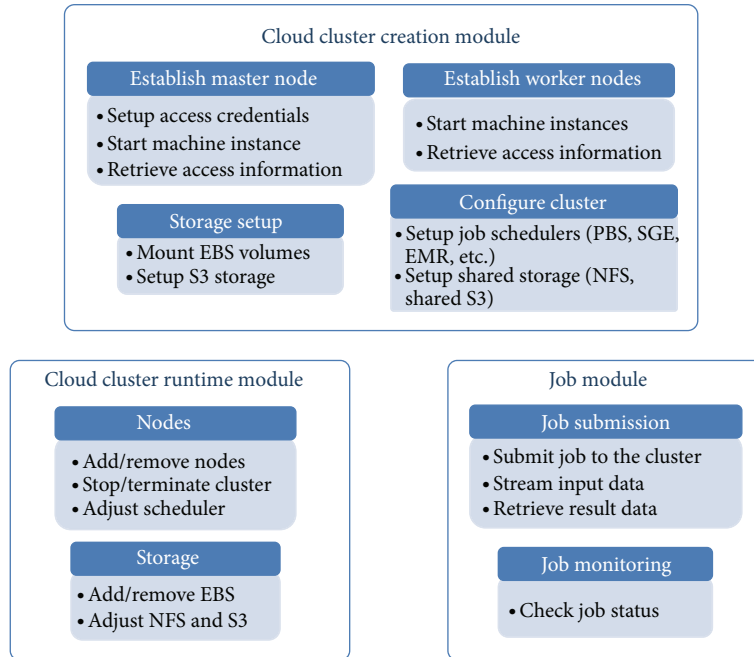 Cloud cluster creation module
Establish master node
• Setup access credentials
• Start machine instance
• Retrieve access information
Establish worker nodes
• Start machine instances
• Retrieve access information
Storage setup
• Mount EBS volumes
• Setup S3 storage
Configure cluster
• Setup job schedulers (PBS, SGE,
EMR, etc.)
• Setup shared storage (NFS,
shared S3)
Cloud cluster runtime module
Nodes
• Add/remove nodes
• Stop/terminate cluster
• Adjust scheduler
Storage
• Add/remove EBS
• Adjust NFS and S3
Job module
Job submission
• Submit job to the cluster
• Stream input data
• Retrieve result data
Job monitoring
• Check job status